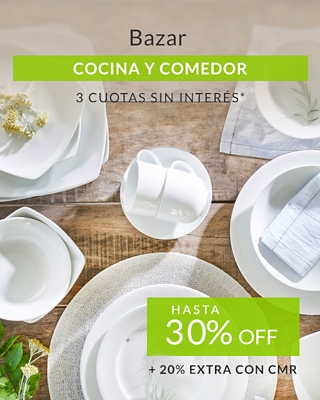 Bazar
COCINA Y COMEDOR
3 CUOTAS SIN INTERÉS*
HASTA
30% OFF
+ 20% EXTRA CON CMR